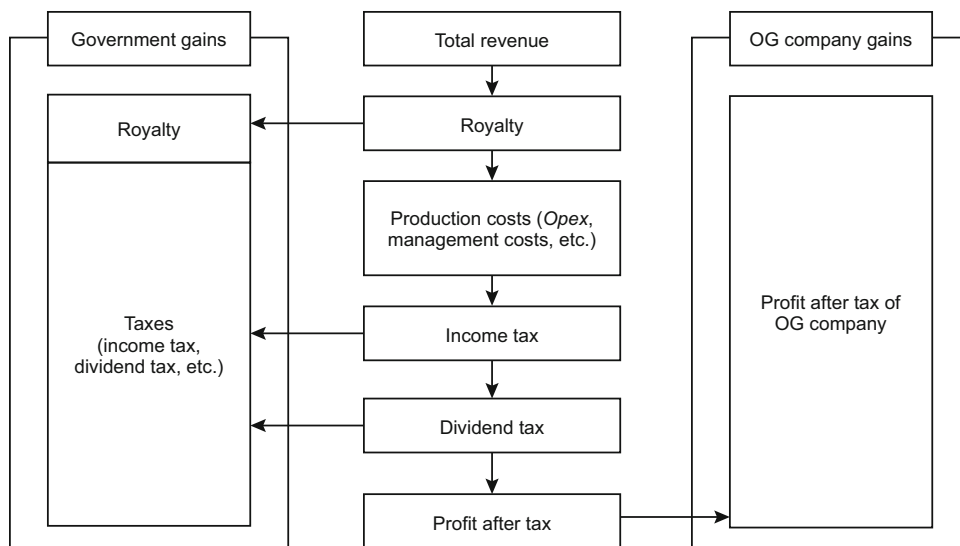 Government gains
Total revenue
OG company gains
Royalty
Royalty
Production costs (Opex,
management costs, etc.)
Taxes
(income tax,
dividend tax, etc.)
Income tax
Profit after tax of
OG company
Dividend tax
Profit after tax